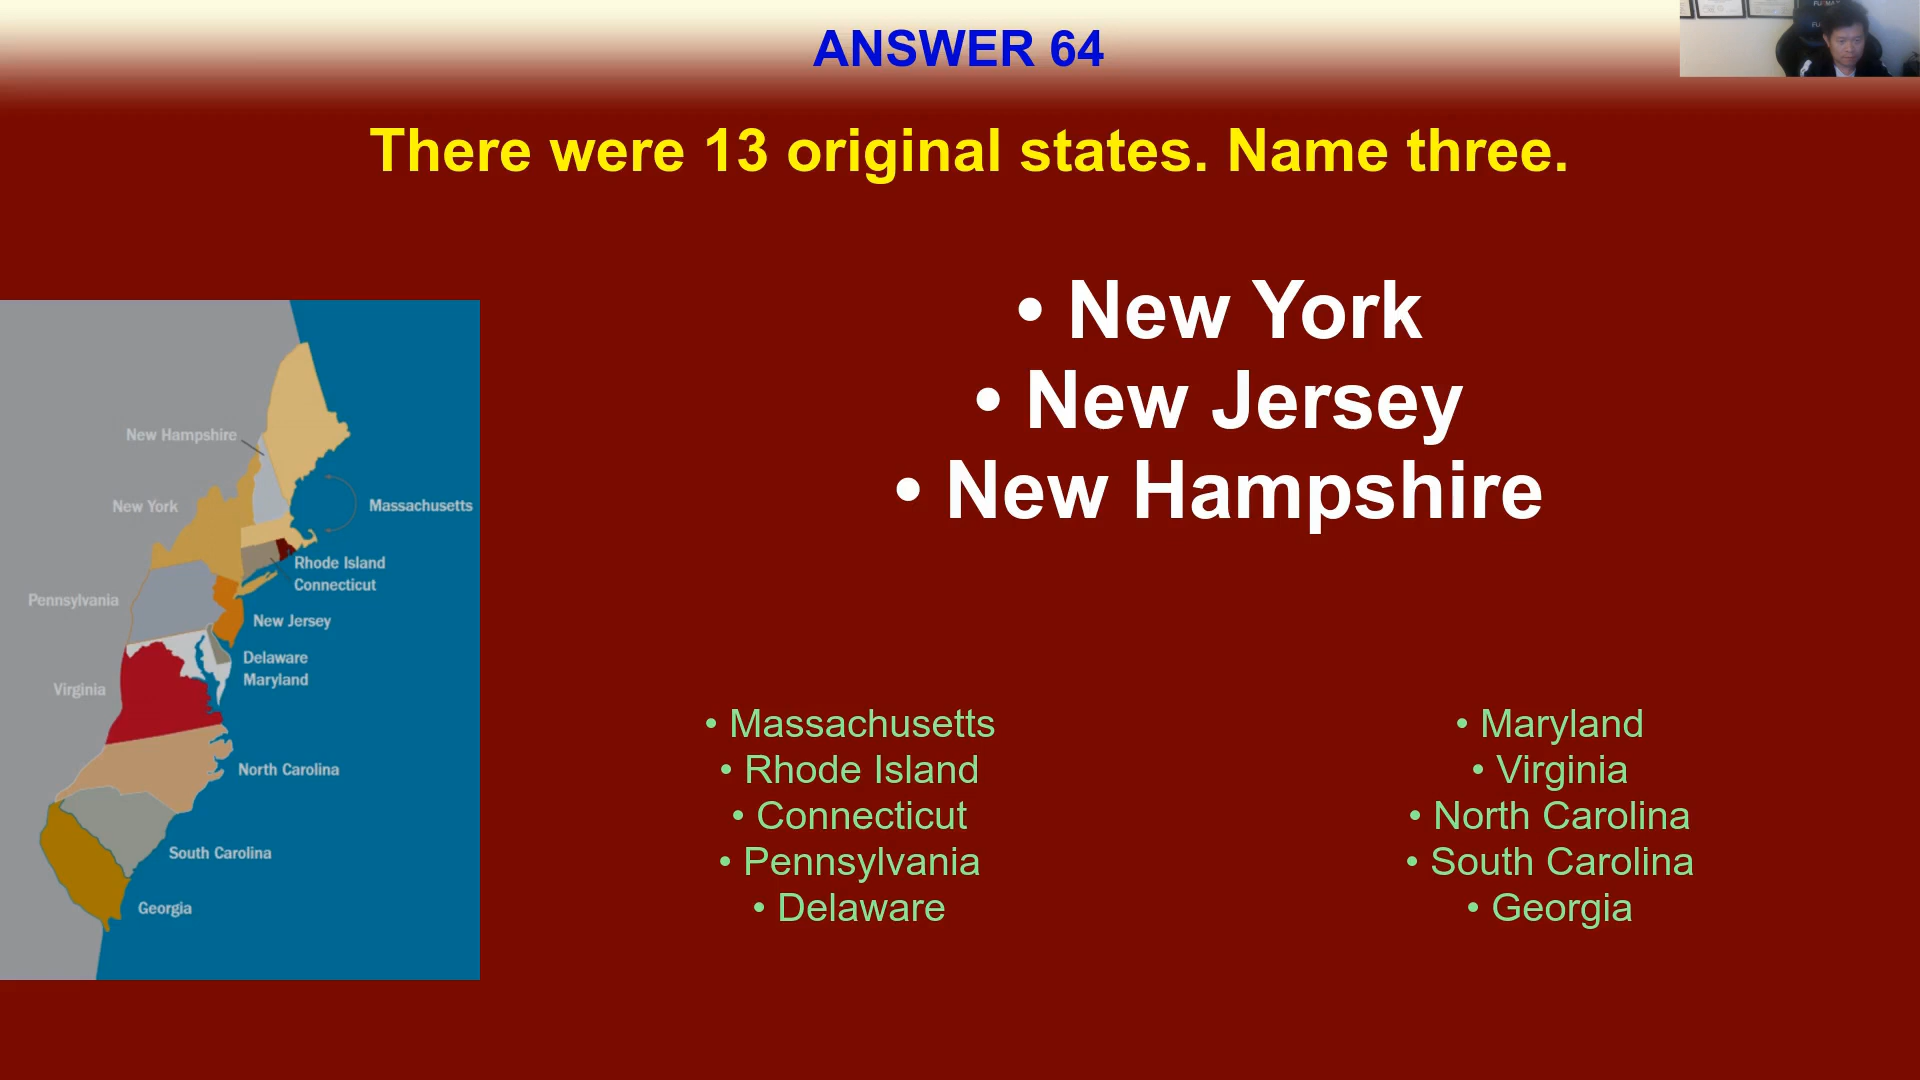 ANSWER 64
There were 13 original states. Name three.
• New York
• New Jersey
• New Hampshire
New Hampshire
New York
Massachusetts
Rhode Island
Connecticut
Pennsylvania
New Jersey
Delaware
Maryland
Virginia
North Carolina
South Carolina
Georgia
• Massachusetts
• Rhode Island
• Connecticut
• Pennsylvania
• Delaware
• Maryland
• Virginia
• North Carolina
• South Carolina
• Georgia